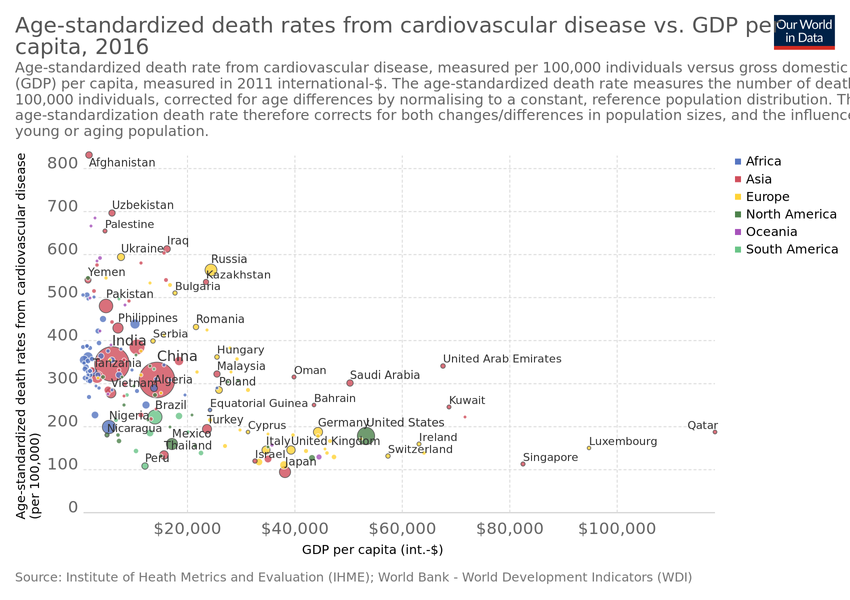 Age-standardized death rates from cardiovascular disease vs. GDP pe
capita, 2016
Our World
in Data
Age-standardized death rate from cardiovascular disease, measured per 100,000 individuals versus gross domestic
(GDP) per capita, measured in 2011 international-$. The age-standardized death rate measures the number of death
100,000 individuals, corrected for age differences by normalising to a constant, reference population distribution. Th
age-standardization death rate therefore corrects for both changes/differences in population sizes, and the influence
young or aging population.
Age-standardized death rates from cardiovascular disease
(per 100,000)
800
700
600
500
400
300
200
100
0
Afghanistan
Uzbekistan
Palestine
Iraq
Ukraine
Russia
Yemen
Kazakhstan
Bulgaria
Pakistan
Philippines
Romania
Serbia
India
China
Hungary
Tanzania
Malaysia
Oman
United Arab Emirates
Vietnam
Algeria
Poland
Saudi Arabia
Brazil
Equatorial Guinea
Bahrain
Kuwait
Nigeria
Turkey
Cyprus
Germany
United States
Qatar
Nicaragua
Mexico
Thailand
Italy
United Kingdom
Ireland
Luxembourg
Peru
Israel
Japan
Switzerland
Singapore
Africa
Asia
Europe
North America
Oceania
South America
$20,000
$40,000
$60,000
$80,000
$100,000
GDP per capita (int.-$)
Source: Institute of Heath Metrics and Evaluation (IHME); World Bank - World Development Indicators (WDI)